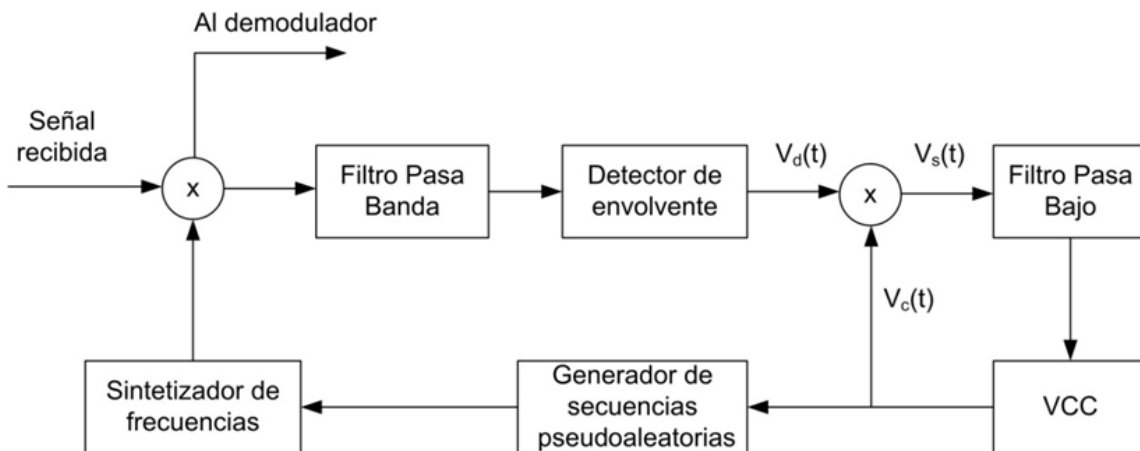 Al demodulador
Señal
recibida
x
Filtro Pasa
Banda
Detector de
envolvente
V_d(t)
x
V_s(t)
Filtro Pasa
Bajo
V_c(t)
Sintetizador de
frecuencias
Generador de
secuencias
pseudoaleatorias
VCC